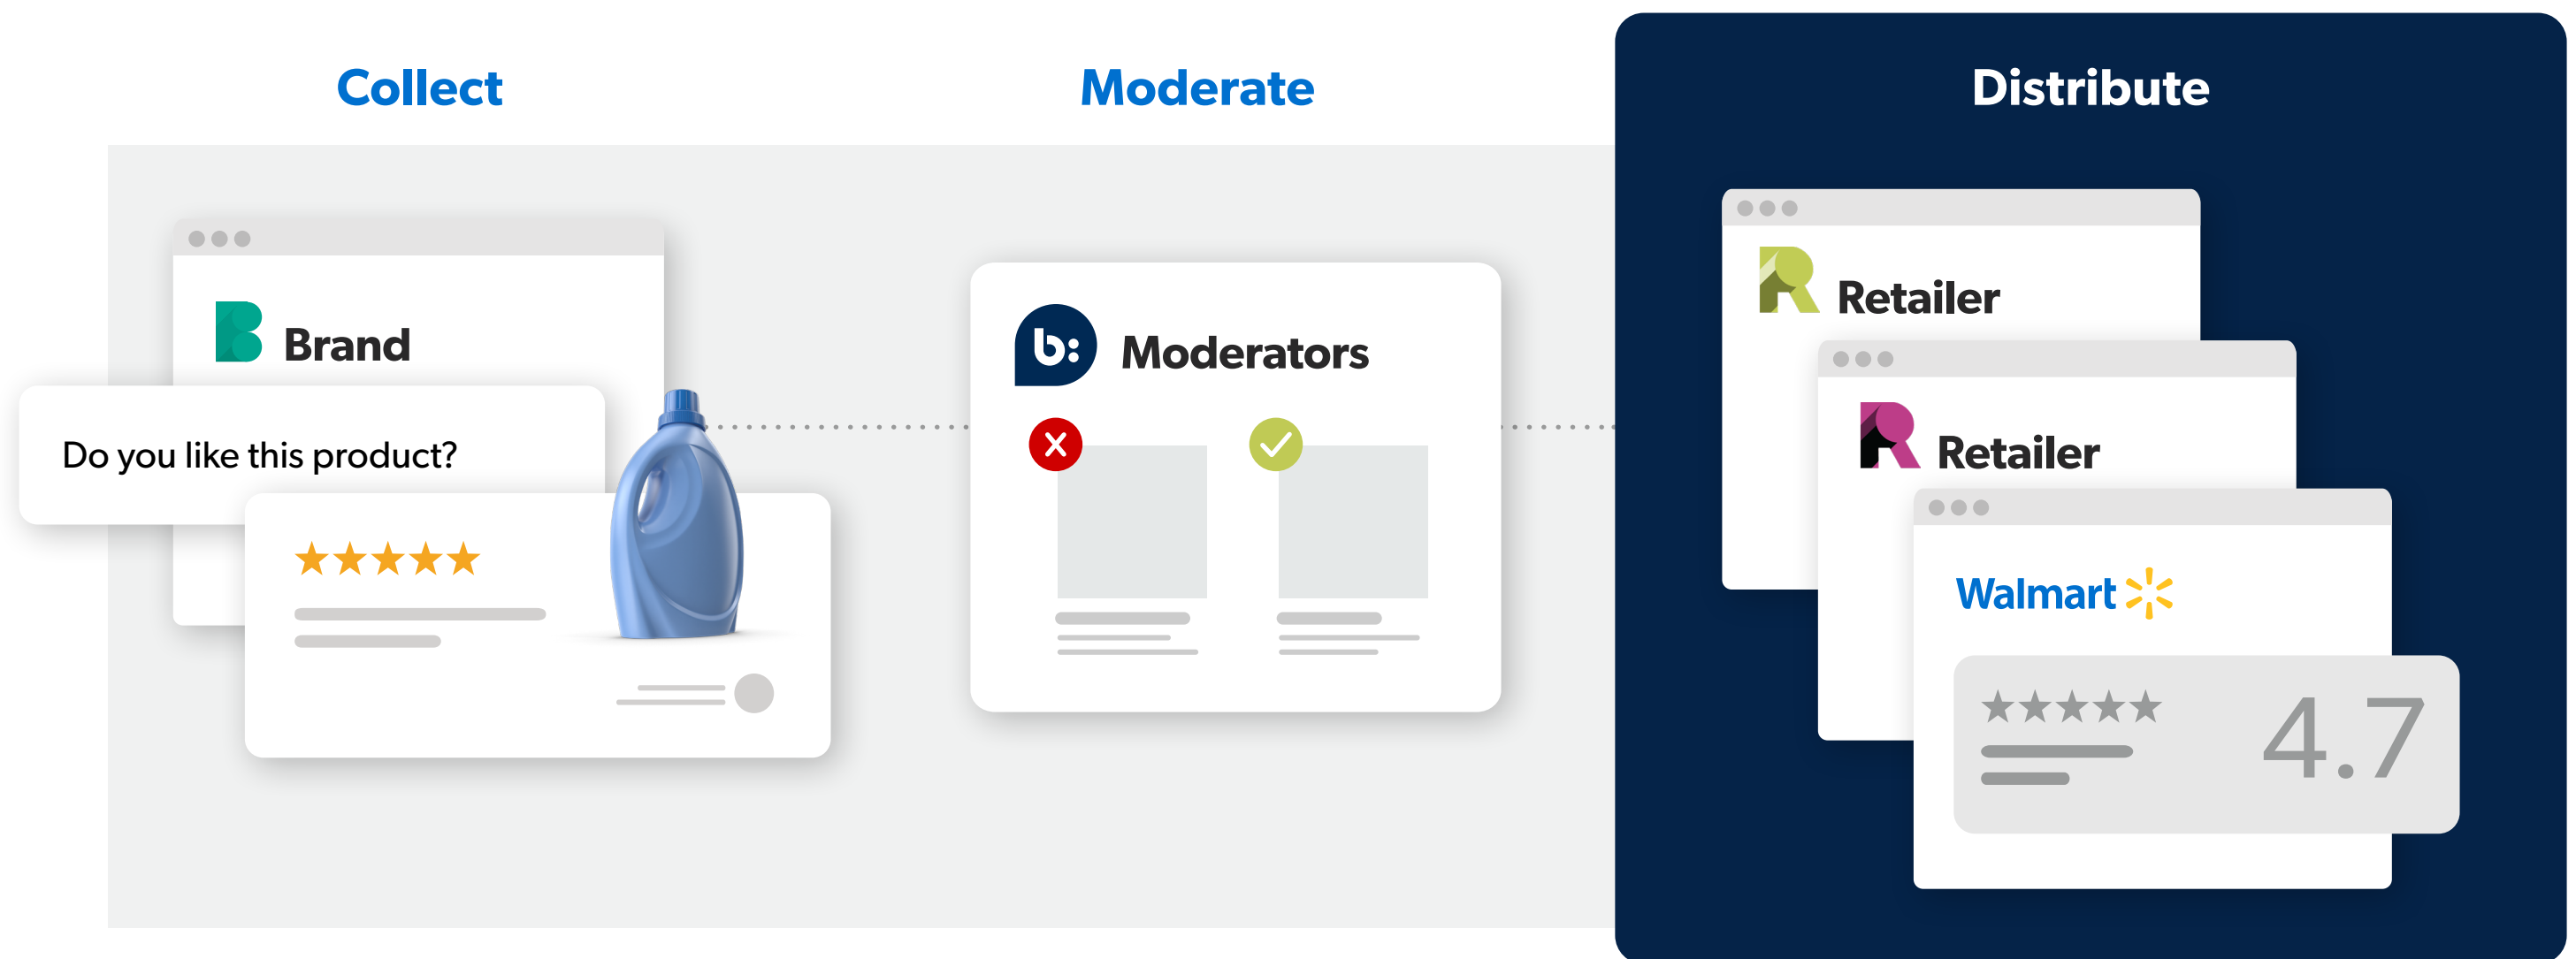 Collect
Moderate
Distribute
Brand
Do you like this product?
b:
Moderators
Retailer
Retailer
Walmart
4.7